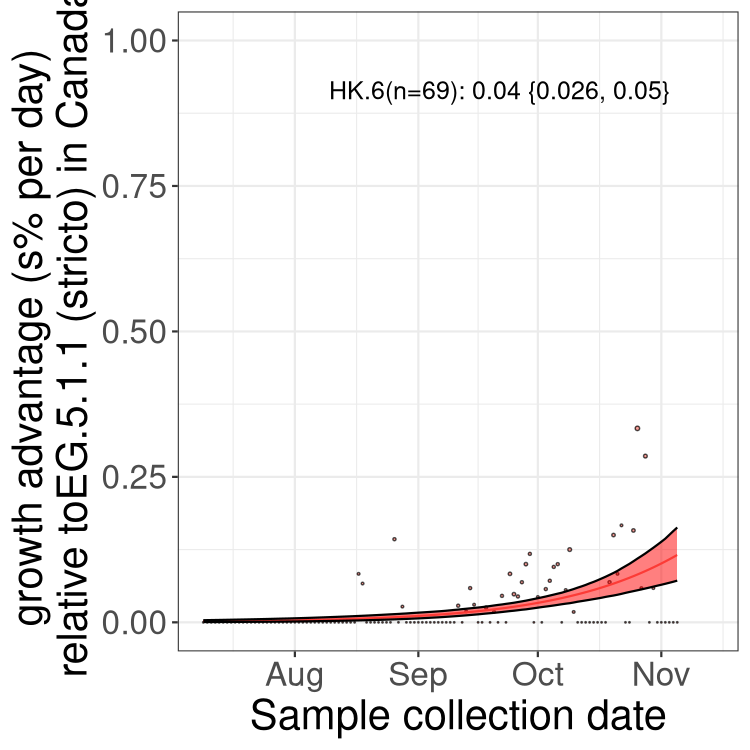 growth advantage (s% per day)
relative toEG.5.1.1 (stricto) in Canada
1.00
0.75
0.50
0.25
0.00
HK.6(n=69): 0.04 {0.026, 0.05}
Aug Sep Oct Nov
Sample collection date